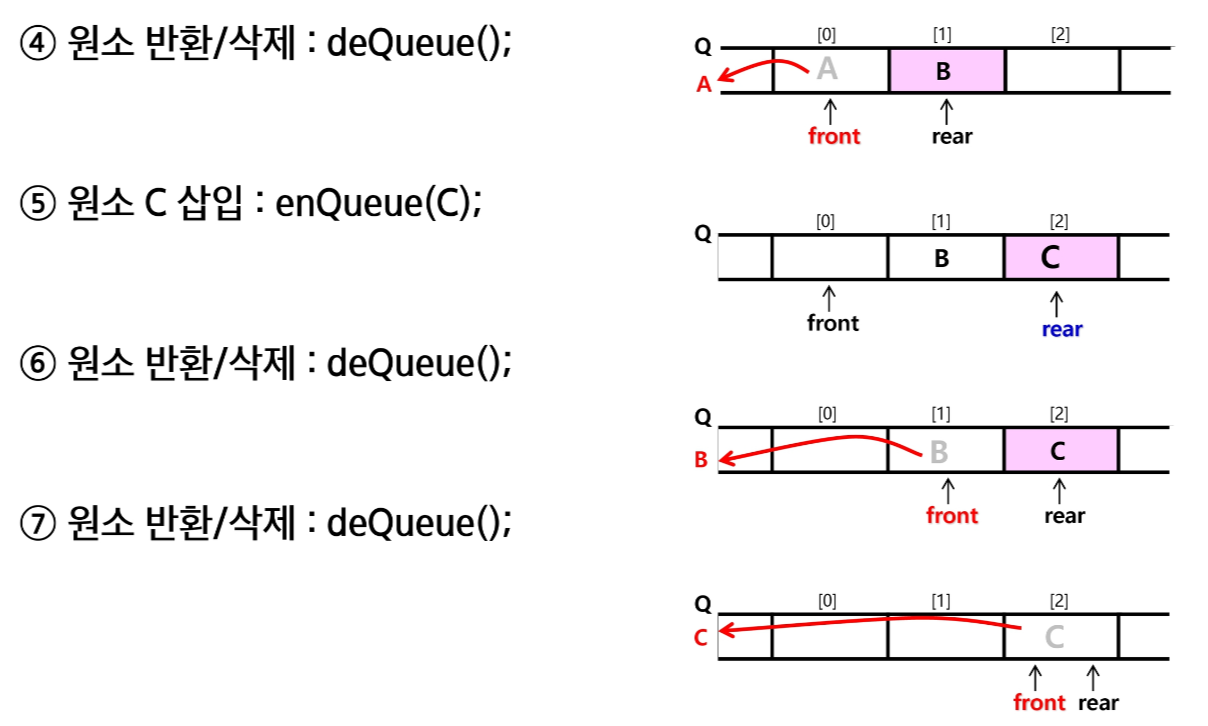 ④ 원소 반환/삭제 : deQueue();
[0] [1] [2]
Q
A
A B
front rear
⑤ 원소 C 삽입 : enQueue(C);
[0] [1] [2]
Q
B C
front rear
⑥ 원소 반환/삭제 : deQueue();
[0] [1] [2]
Q
B
B C
front rear
⑦ 원소 반환/삭제 : deQueue();
[0] [1] [2]
Q
C
C
front rear